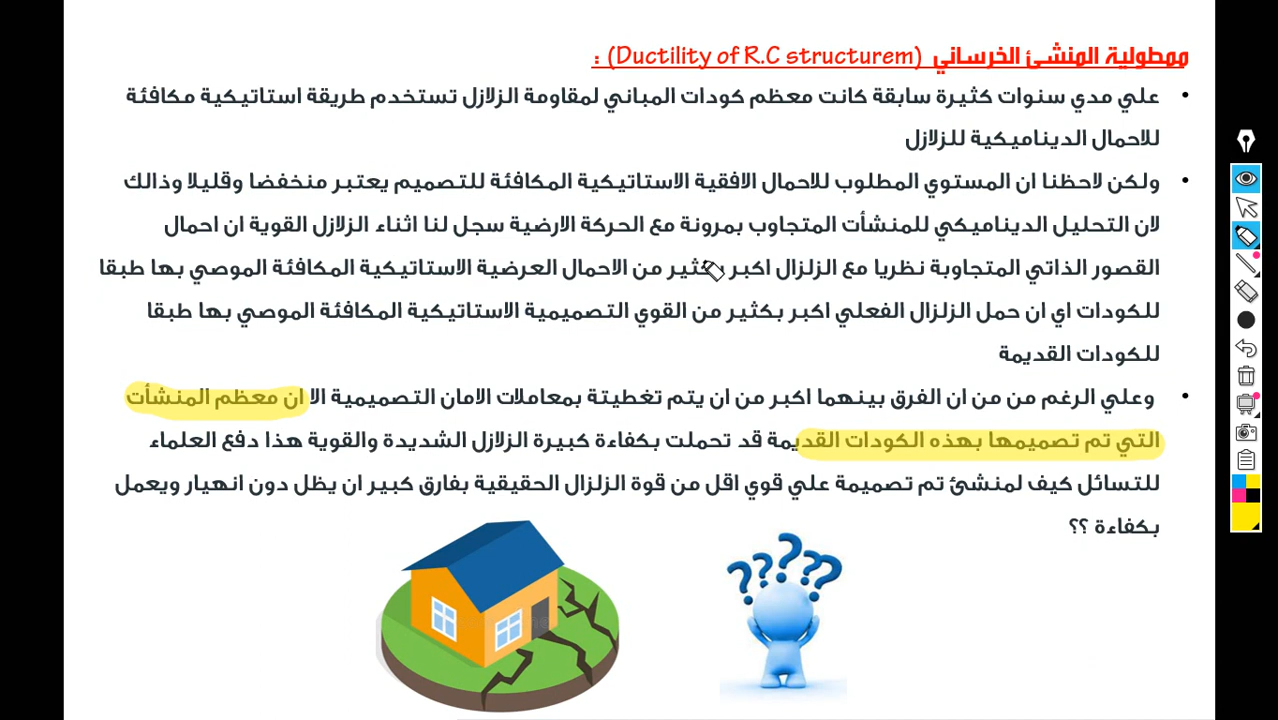 ممطولية المنشئ الخرساني (Ductility of R.C structurem) :
• علي مدي سنوات كثيرة سابقة كانت معظم كودات المباني لمقاومة الزلازل تستخدم طريقة استاتيكية مكافئة
للاحمال الديناميكية للزلازل
• ولكن لاحظنا ان المستوي المطلوب للاحمال الافقية الاستاتيكية المكافئة للتصميم يعتبر منخفضا وقليلا وذالك
لان التحليل الديناميكي للمنشأت المتجاوب بمرونة مع الحركة الارضية سجل لنا اثناء الزلازل القوية ان احمال
القصور الذاتي المتجاوبة نظريا مع الزلزال اكبر بكثير من الاحمال العرضية الاستاتيكية المكافئة الموصي بها طبقا
للكودات اي ان حمل الزلزال الفعلي اكبر بكثير من القوي التصميمية الاستاتيكية المكافئة الموصي بها طبقا
للكودات القديمة
• وعلي الرغم من من ان الفرق بينهما اكبر من ان يتم تغطيتة بمعاملات الامان التصميمية الا ان معظم المنشأت
التي تم تصميمها بهذه الكودات القديمة قد تحملت بكفاءة كبيرة الزلازل الشديدة والقوية هذا دفع العلماء
للتسائل كيف لمنشئ تم تصميمة علي قوي اقل من قوة الزلزال الحقيقية بفارق كبير ان يظل دون انهيار ويعمل
بكفاءة ؟؟